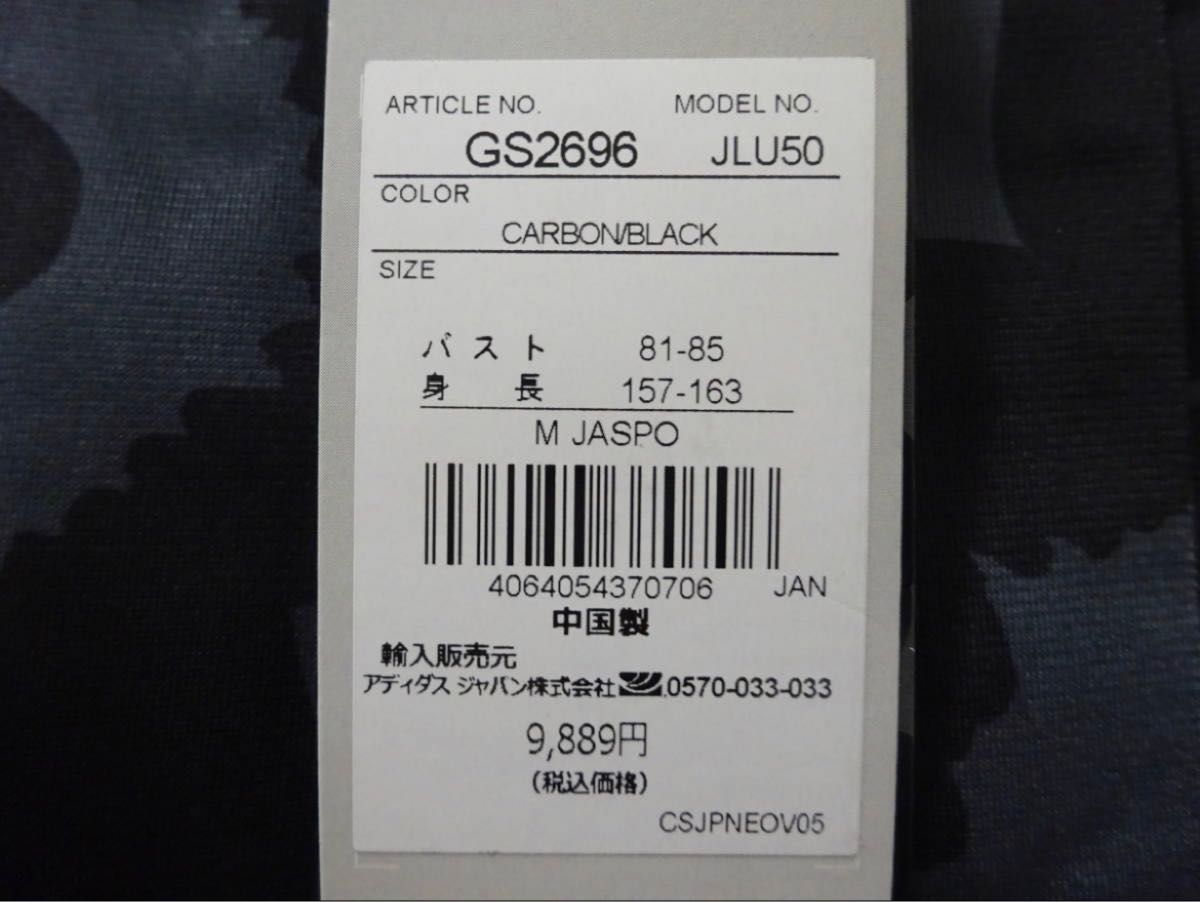 ARTICLE NO. MODEL NO.
GS2696 JLU50
COLOR
CARBON/BLACK
SIZE
バスト 81-85
身長 157-163
M JASPO
4064054370706 JAN
中国製
輸入販売元
アディダス ジャパン株式会社 0570-033-033
9,889円
(税込価格)
CSJPNEOV05